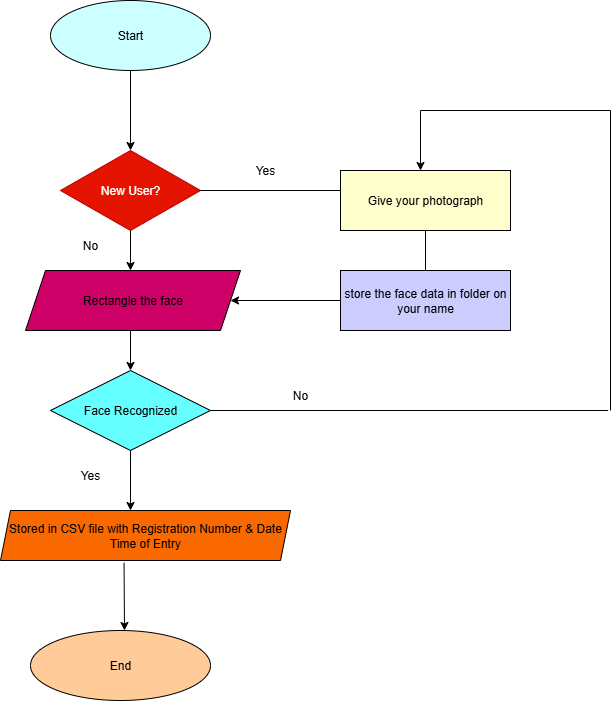 Start
Yes
New User?
Give your photograph
No
Rectangle the face
store the face data in folder on
your name
No
Face Recognized
Yes
Stored in CSV file with Registration Number & Date
Time of Entry
End